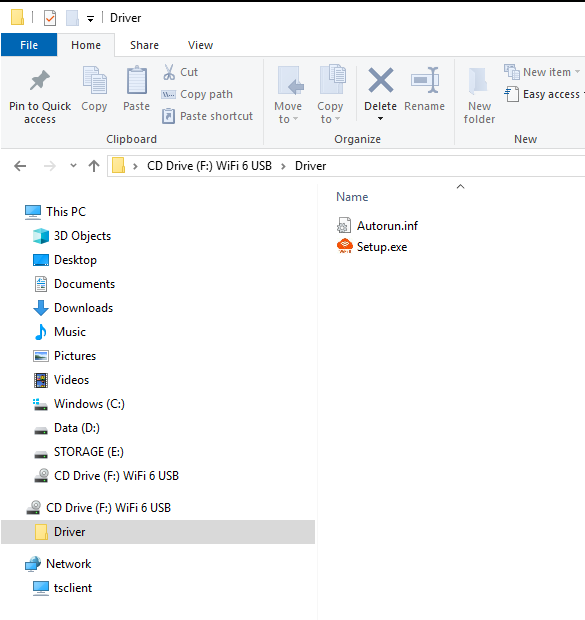 Driver
File Home Share View
Pin to Quick access
Copy
Paste
Cut
Copy path
Paste shortcut
Clipboard
Move to
Copy to
Delete
Rename
Organize
New folder
New item
Easy access
New
CD Drive (F:) WiFi 6 USB > Driver
Name
Autorun.inf
Setup.exe
This PC
3D Objects
Desktop
Documents
Downloads
Music
Pictures
Videos
Windows (C:)
Data (D:)
STORAGE (E:)
CD Drive (F:) WiFi 6 USB
CD Drive (F:) WiFi 6 USB
Driver
Network
tsclient